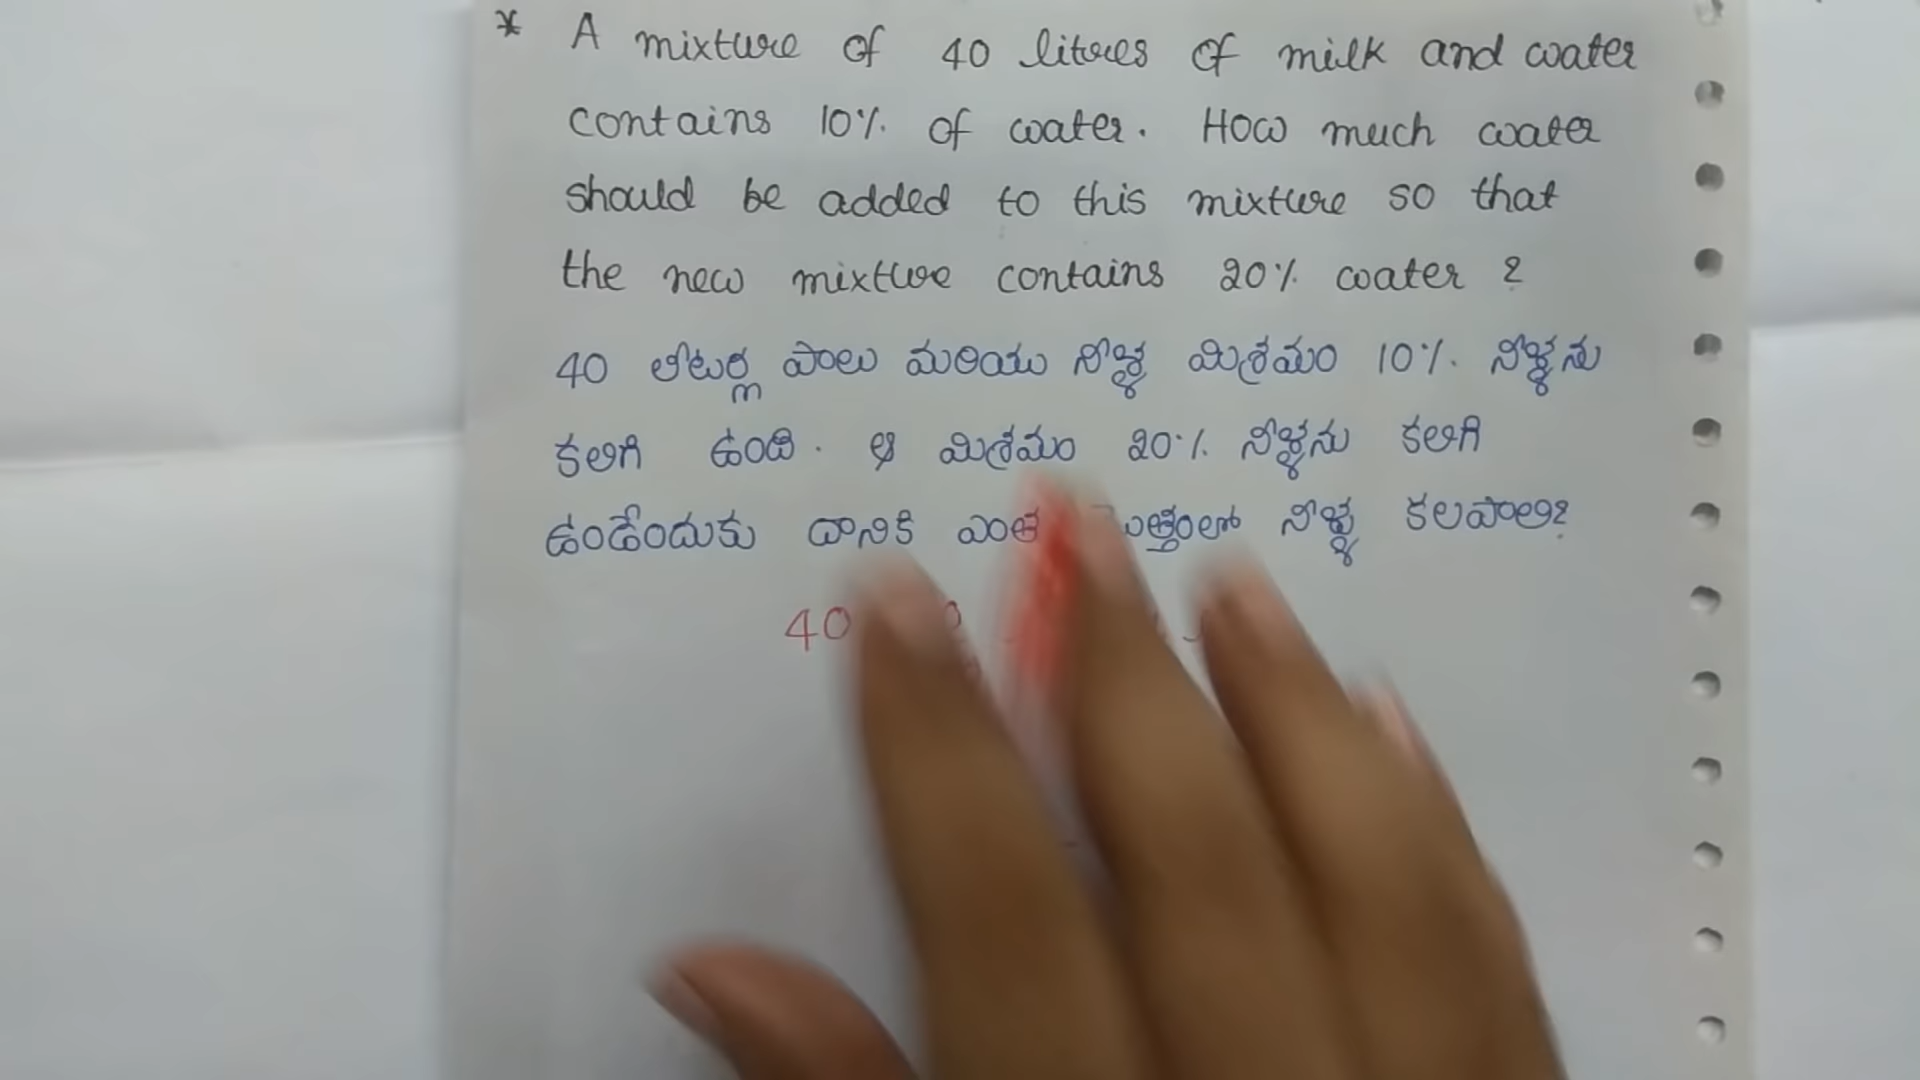 * A mixture of 40 litres of milk and water
contains 10% of water. How much water
should be added to this mixture so that
the new mixture contains 20% water ?
40 లీటర్ల పాలు మరియు నీళ్ళ మిశ్రమం 10% నీళ్ళను
కలిగి ఉంది. ఆ మిశ్రమం 20% నీళ్ళను కలిగి
ఉండేందుకు దానికి ఎంత మొత్తంలో నీళ్ళు కలపాలి?
40